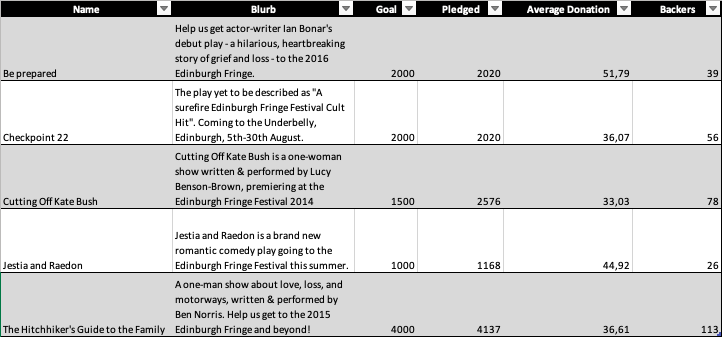 Name Blurb Goal Pledged Average Donation Backers
Help us get actor-writer Ian Bonar's
debut play - a hilarious, heartbreaking
story of grief and loss - to the 2016
Be prepared Edinburgh Fringe. 2000 2020 51,79 39
The play yet to be described as "A
surefire Edinburgh Fringe Festival Cult
Hit". Coming to the Underbelly,
Checkpoint 22 Edinburgh, 5th-30th August. 2000 2020 36,07 56
Cutting Off Kate Bush is a one-woman
show written & performed by Lucy
Benson-Brown, premiering at the
Cutting Off Kate Bush Edinburgh Fringe Festival 2014 1500 2576 33,03 78
Jestia and Raedon is a brand new
romantic comedy play going to the
Jestia and Raedon Edinburgh Fringe Festival this summer. 1000 1168 44,92 26
A one-man show about love, loss, and
motorways, written & performed by
Ben Norris. Help us get to the 2015
The Hitchhiker's Guide to the Family Edinburgh Fringe and beyond! 4000 4137 36,61 113